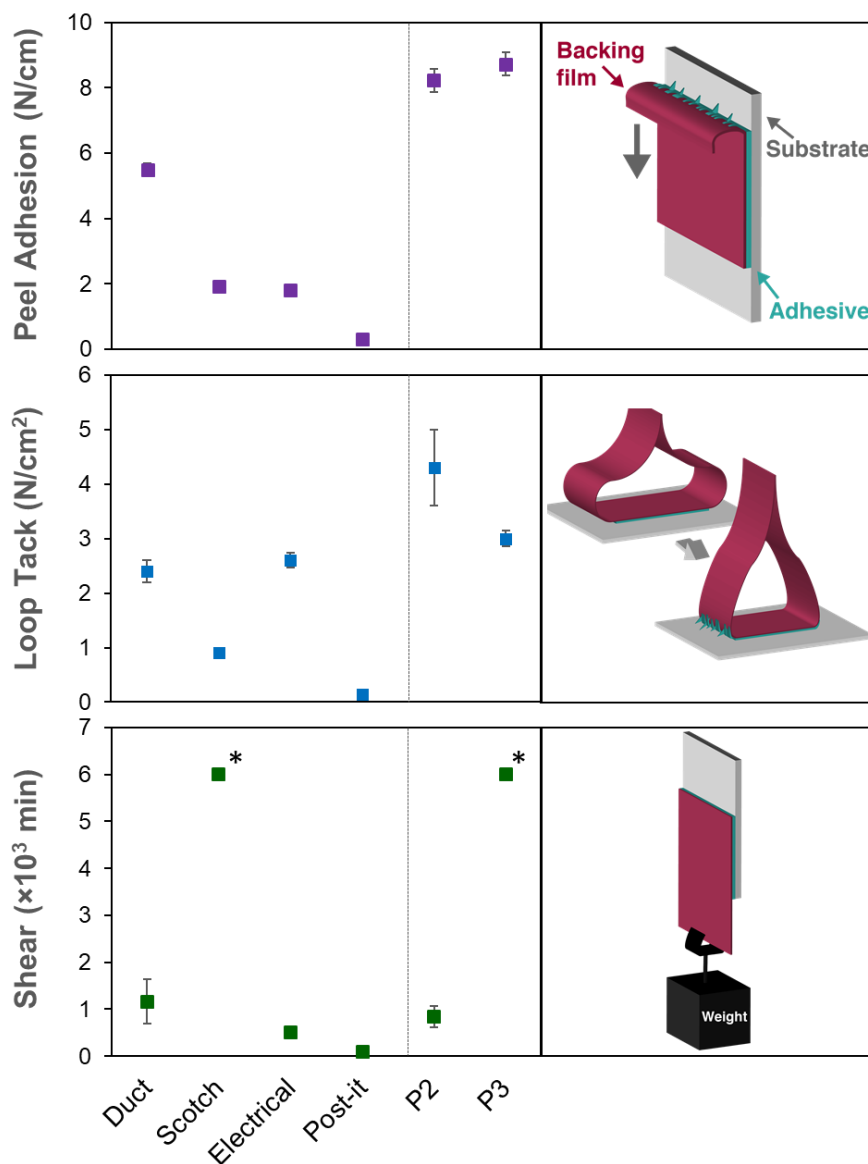 Peel Adhesion (N/cm)
10
8
6
4
2
0
Backing
film
Substrate
Adhesive
Loop Tack (N/cm²)
6
5
4
3
2
1
0
Shear (×10³ min)
7
6
5
4
3
2
1
0
*
*
Weight
Duct
Scotch
Electrical
Post-it
P2
P3